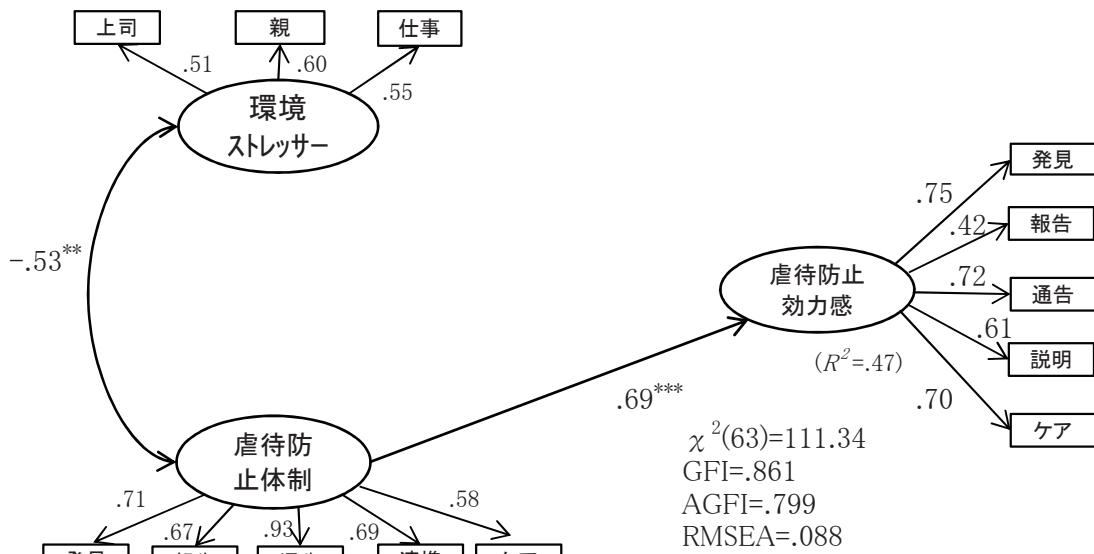 上司
親
仕事
.51
.60
.55
環境
ストレッサー
-.53**
発見
報告
通告
説明
ケア
.75
.42
.72
.61
.70
虐待防止
効力感
(R²=.47)
.69***
虐待防
止体制
.71
.67
.93
.69
.58
χ²(63)=111.34
GFI=.861
AGFI=.799
RMSEA=.088